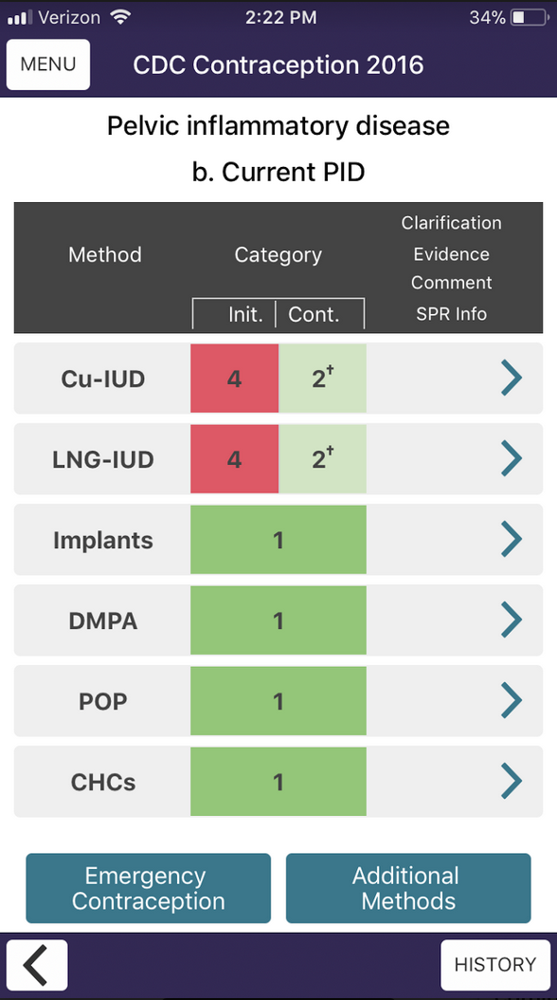 Verizon 2:22 PM 34%
MENU CDC Contraception 2016
Pelvic inflammatory disease
b. Current PID
Method Category Clarification
Evidence
Comment
Init. Cont. SPR Info
Cu-IUD 4 2†
LNG-IUD 4 2†
Implants 1
DMPA 1
POP 1
CHCs 1
Emergency
Contraception
Additional
Methods
HISTORY